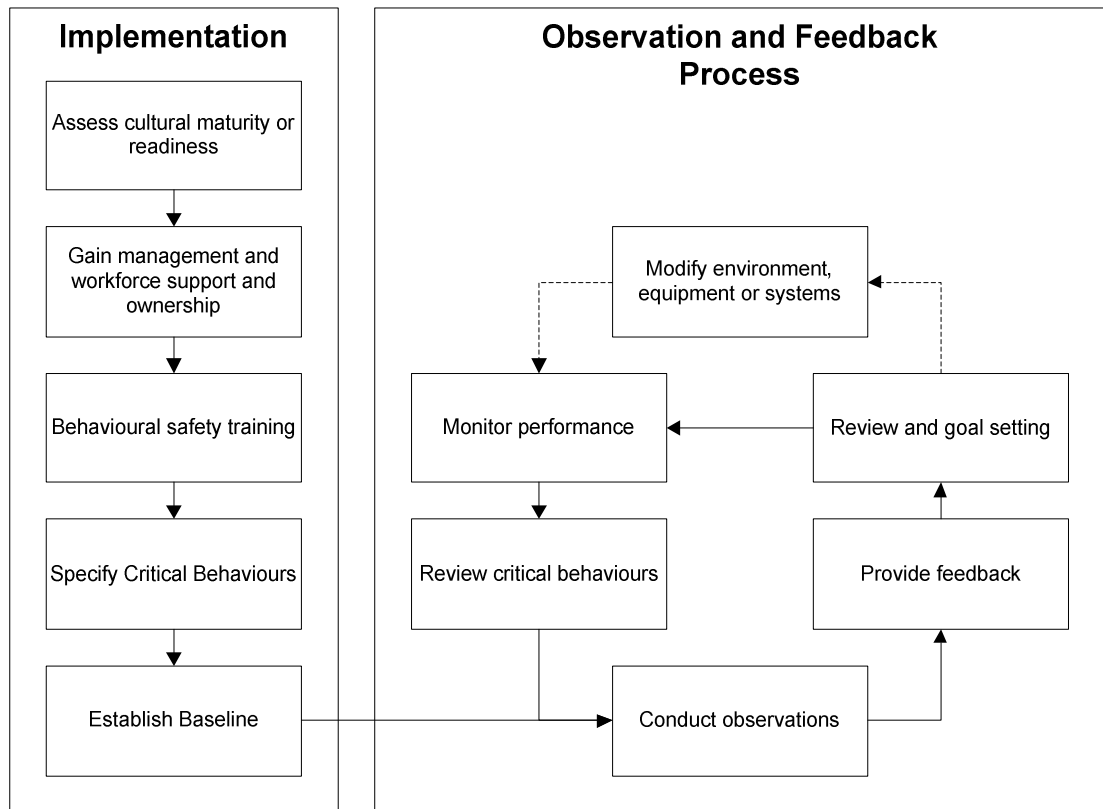 Implementation
Assess cultural maturity or
readiness
Gain management and
workforce support and
ownership
Behavioural safety training
Specify Critical Behaviours
Establish Baseline
Observation and Feedback
Process
Modify environment,
equipment or systems
Monitor performance
Review and goal setting
Review critical behaviours
Provide feedback
Conduct observations